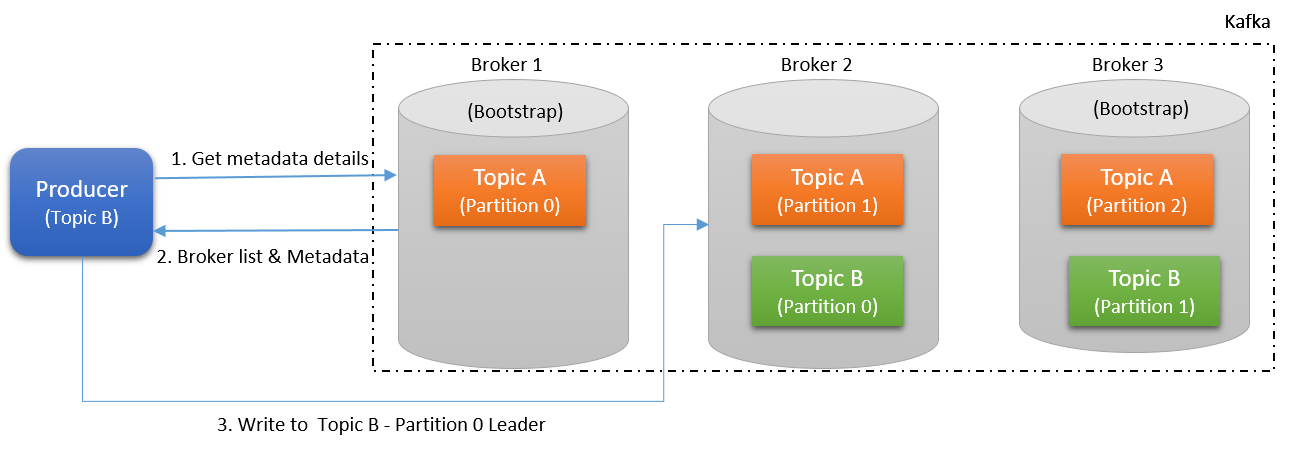 Kafka
Broker 1
Broker 2
Broker 3
(Bootstrap)
(Bootstrap)
1. Get metadata details
Producer
(Topic B)
2. Broker list & Metadata
Topic A
(Partition 0)
Topic A
(Partition 1)
Topic A
(Partition 2)
Topic B
(Partition 0)
Topic B
(Partition 1)
3. Write to Topic B - Partition 0 Leader